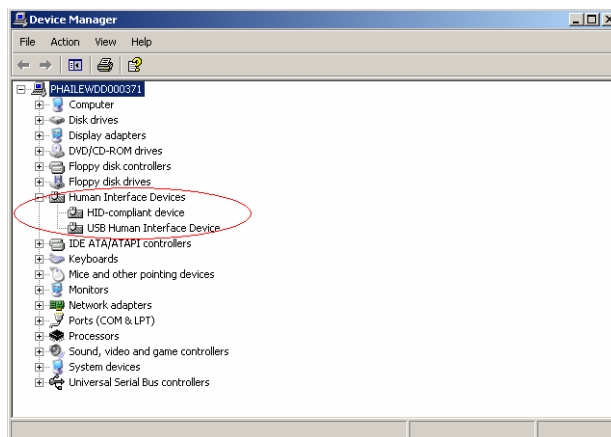 Device Manager
File Action View Help
PHAILEWDD000371
Computer
Disk drives
Display adapters
DVD/CD-ROM drives
Floppy disk controllers
Floppy disk drives
Human Interface Devices
HID-compliant device
USB Human Interface Device
IDE ATA/ATAPI controllers
Keyboards
Mice and other pointing devices
Monitors
Network adapters
Ports (COM & LPT)
Processors
Sound, video and game controllers
System devices
Universal Serial Bus controllers